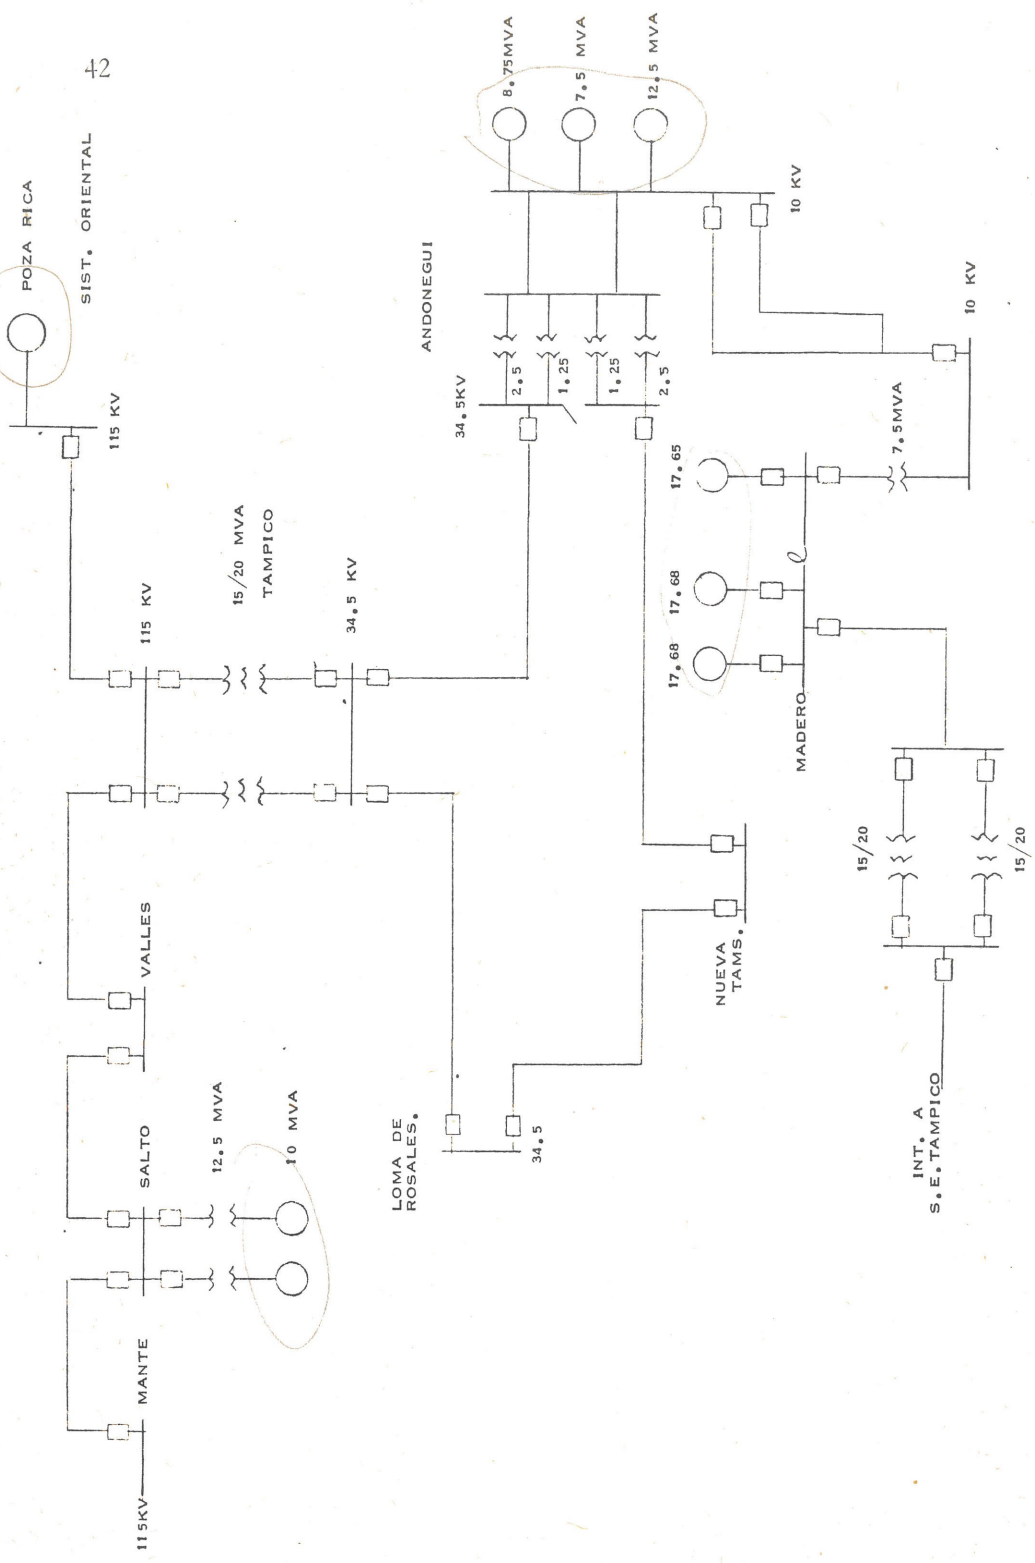 42
POZA RICA
SIST. ORIENTAL
115 KV
115 KV
15/20 MVA
TAMPICO
34.5 KV
ANDONEGUI
34.5KV
2.5
1.25
1.25
2.5
8.75MVA
7.5 MVA
12.5 MVA
10 KV
10 KV
7.5MVA
17.65
17.68
17.68
MADERO
15/20
15/20
INT. A
S.E.TAMPICO
NUEVA
TAMS.
LOMA DE
ROSALES.
34.5
VALLES
SALTO
12.5 MVA
10 MVA
MANTE
115KV